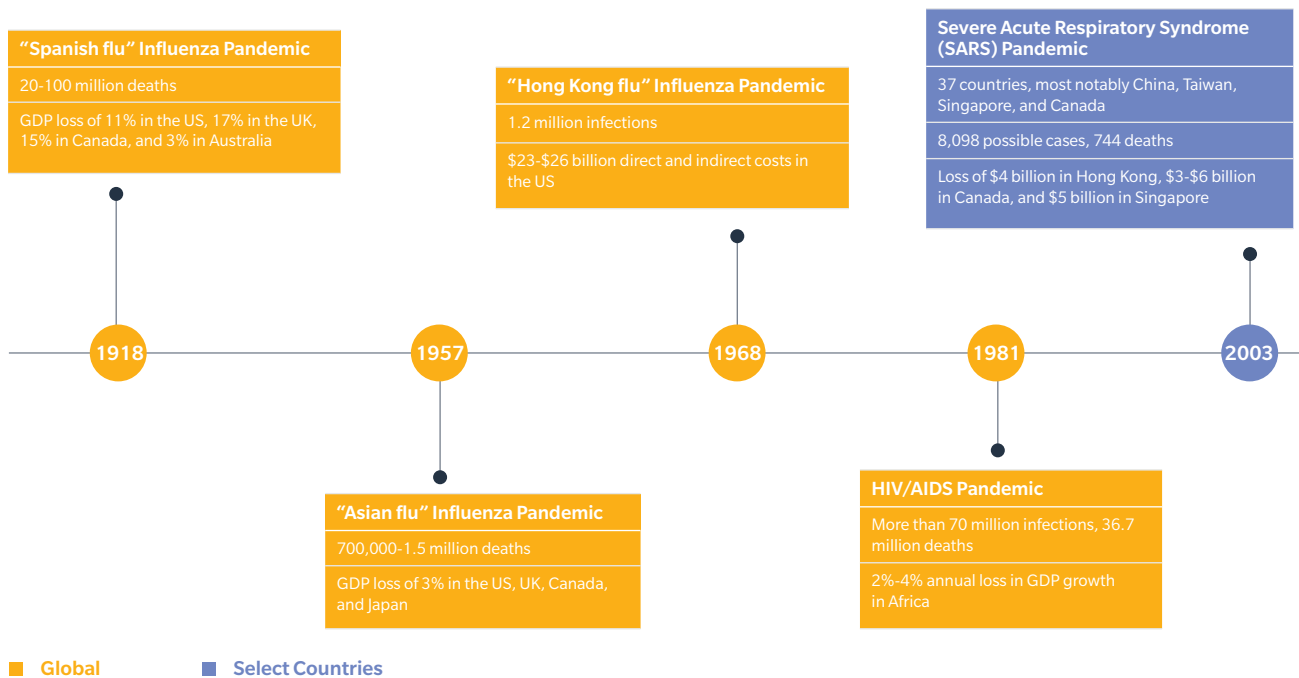 “Spanish flu” Influenza Pandemic
20-100 million deaths
GDP loss of 11% in the US, 17% in the UK,
15% in Canada, and 3% in Australia
“Hong Kong flu” Influenza Pandemic
1.2 million infections
$23-$26 billion direct and indirect costs in
the US
Severe Acute Respiratory Syndrome
(SARS) Pandemic
37 countries, most notably China, Taiwan,
Singapore, and Canada
8,098 possible cases, 744 deaths
Loss of $4 billion in Hong Kong, $3-$6 billion
in Canada, and $5 billion in Singapore
1918
1957
1968
1981
2003
“Asian flu” Influenza Pandemic
700,000-1.5 million deaths
GDP loss of 3% in the US, UK, Canada,
and Japan
HIV/AIDS Pandemic
More than 70 million infections, 36.7
million deaths
2%-4% annual loss in GDP growth
in Africa
Global
Select Countries